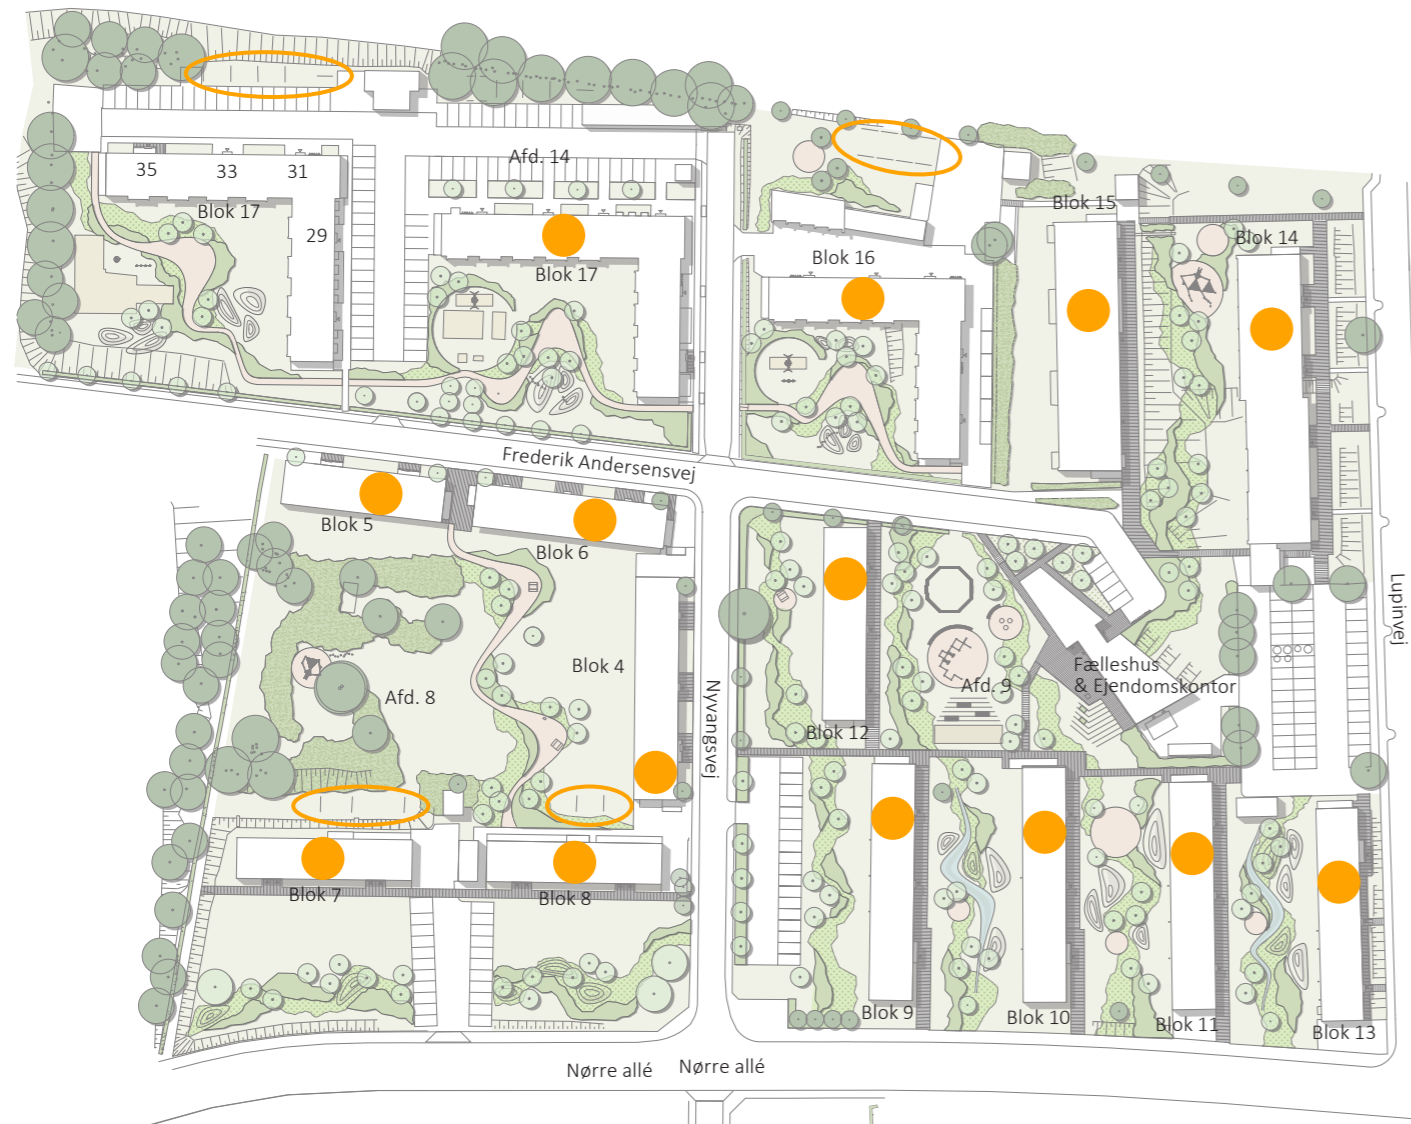 Afd. 14
35
33
31
Blok 17
29
Blok 17
Blok 16
Blok 15
Blok 14
Frederik Andersensvej
Blok 5
Blok 6
Blok 4
Afd. 8
Nyvangsvej
Lupinvej
Fælleshus
& Ejendomskontor
Afd. 9
Blok 12
Blok 7
Blok 8
Blok 9
Blok 10
Blok 11
Blok 13
Nørre allé
Nørre allé